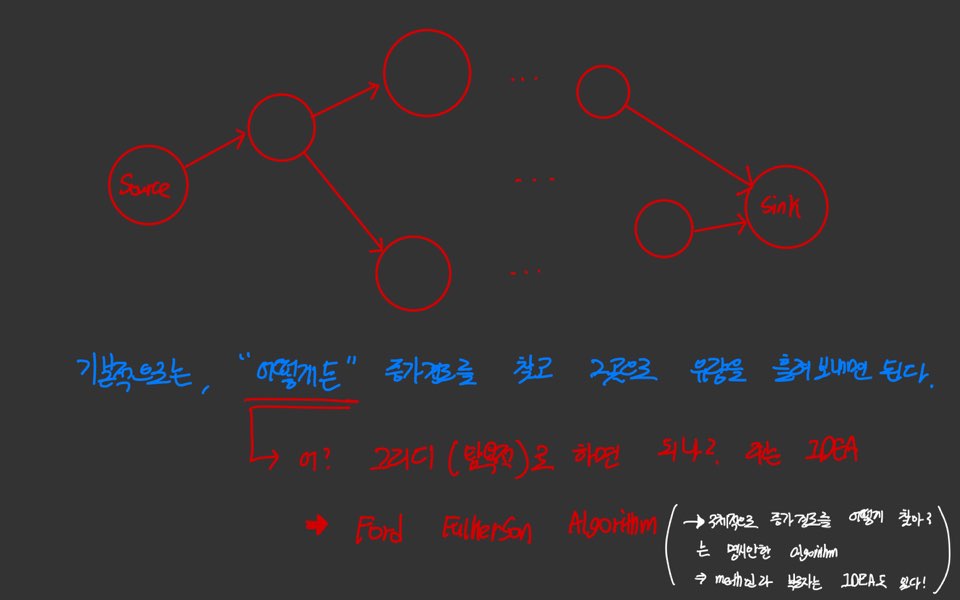 Source
...
...
...
Sink
기본적으로는, "어떻게든" 증가경로를 찾고 그곳으로 유량을 흘려보내면 된다.
→ 어? 그리디 (탐욕적)로 하면 되나? 라는 IDEA
➡ Ford Fulkerson Algorithm
(→ 구체적으로 증가경로를 어떻게 찾아?
는 명시안한 algorithm
⇒ method라 부르자는 IDEA도 있다!)